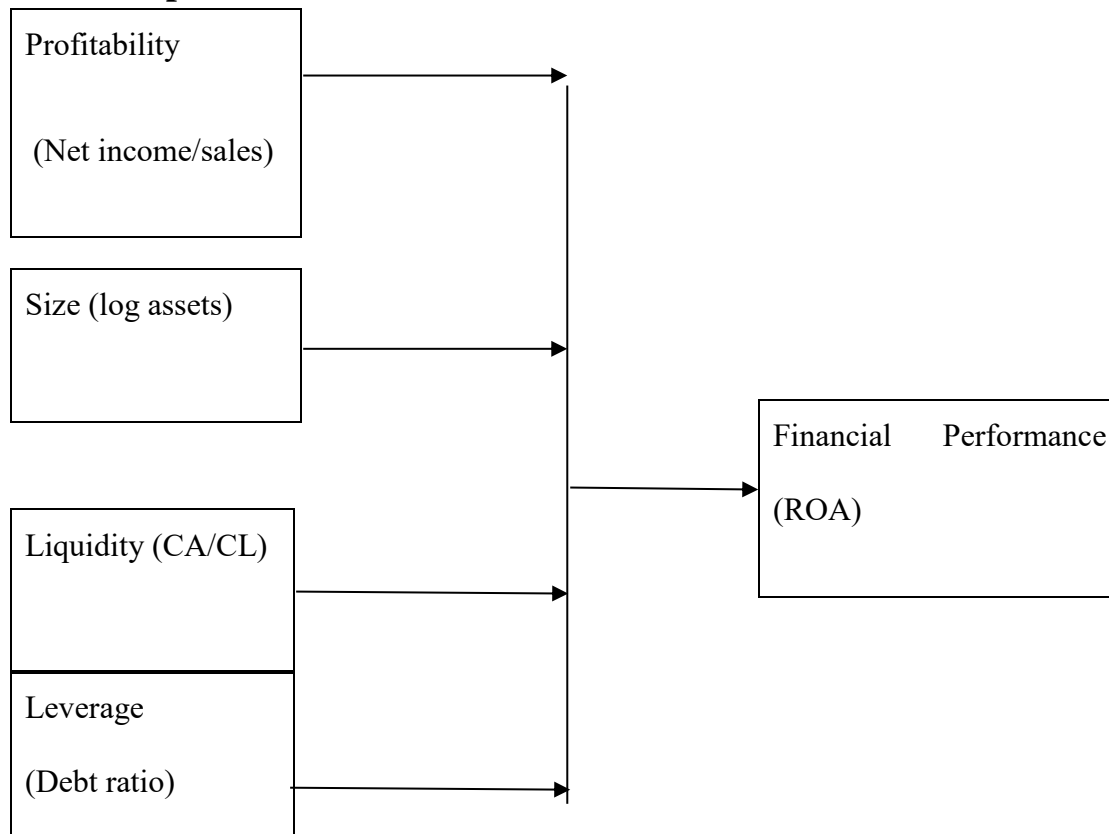 Profitability
(Net income/sales)
Size (log assets)
Financial Performance
(ROA)
Liquidity (CA/CL)
Leverage
(Debt ratio)